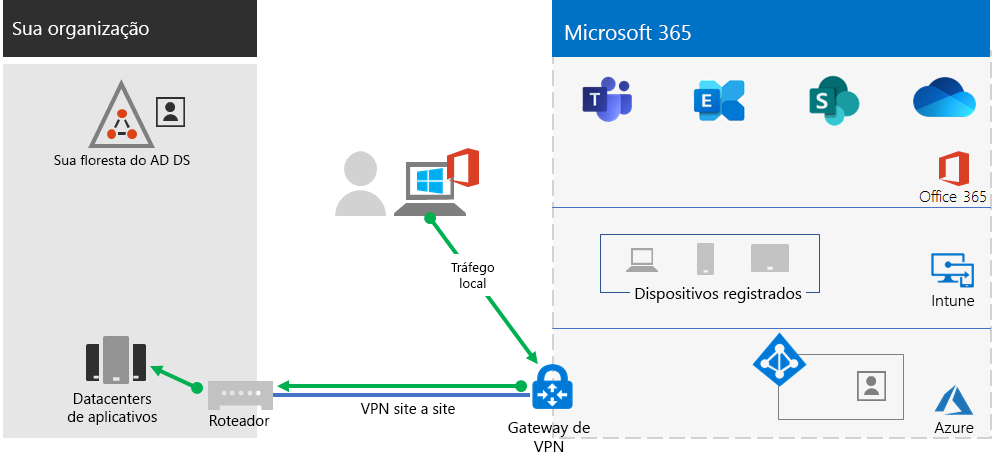 Sua organização
Microsoft 365
T
E
S
Sua floresta do AD DS
Office 365
Tráfego
local
Dispositivos registrados
Intune
Datacenters
de aplicativos
Roteador
VPN site a site
Gateway de
VPN
Azure